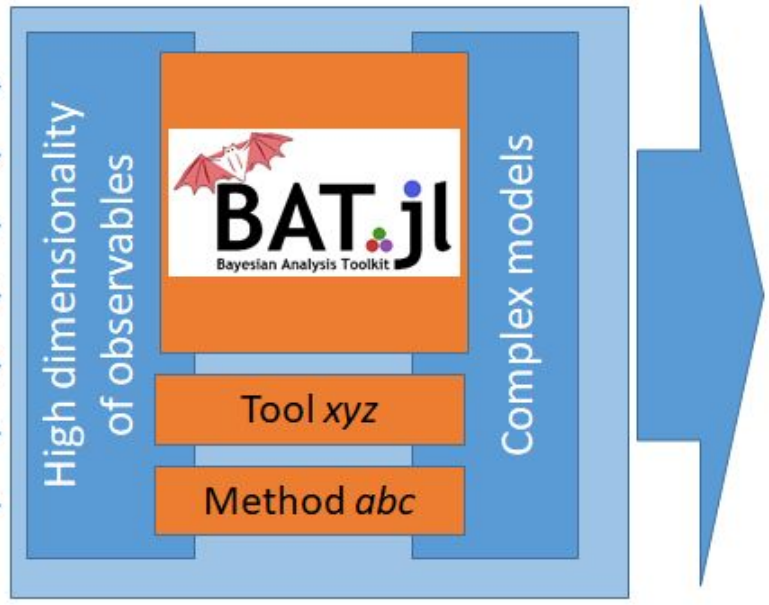 High dimensionality
of observables
BAT.jl
Bayesian Analysis Toolkit
Tool xyz
Method abc
Complex models